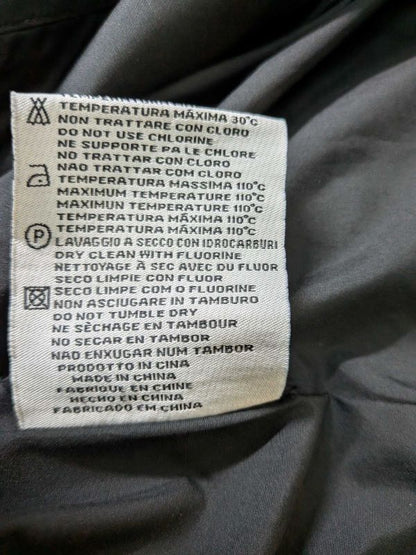 TEMPERATURA MÁXIMA 30°C
NON TRATTARE CON CLORO
DO NOT USE CHLORINE
NE SUPPORTE PA LE CHLORE
NO TRATTAR CON CLORO
NÃO TRATTAR COM CLORO
TEMPERATURA MASSIMA 110°C
MAXIMUM TEMPERATURE 110°C
MAXIMUN TEMPERATURE 110°C
TEMPERATURA MÁXIMA 110°C
TEMPERATURA MÁXIMA 110°C
P LAVAGGIO A SECCO CON IDROCARBURI
DRY CLEAN WITH FLUORINE
NETTOYAGE À SEC AVEC DU FLUOR
SECO LIMPIE CON FLUOR
SECO LIMPE COM O FLUORINE
NON ASCIUGARE IN TAMBURO
DO NOT TUMBLE DRY
NE SÈCHAGE EN TAMBOUR
NO SECAR EN TAMBOR
NÃO ENXUGAR NUM TAMBOR
PRODOTTO IN CINA
MADE IN CHINA
FABRIQUE EN CHINE
HECHO EN CHINA
FABRICADO EM CHINA